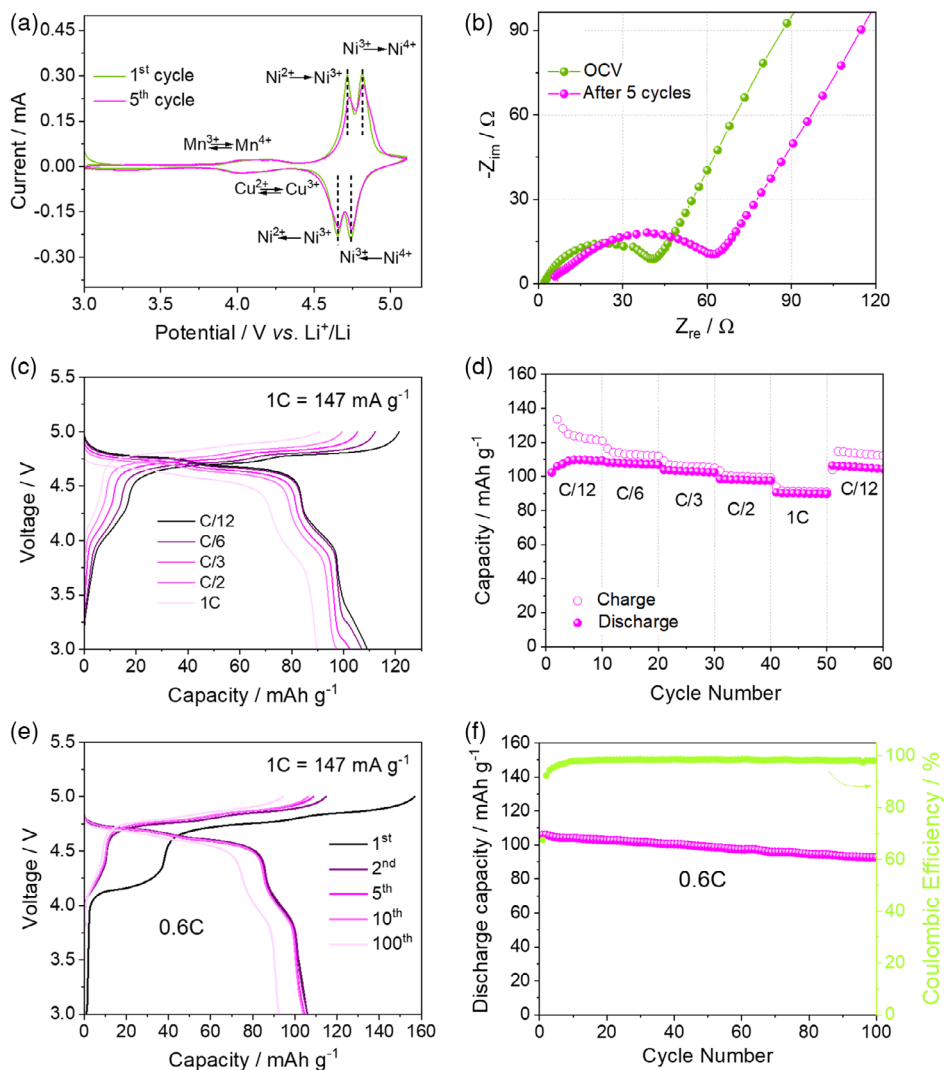 (a)
0.45
0.30
0.15
0.00
-0.15
-0.30
Current / mA
1st cycle
5th cycle
Ni3+→Ni4+
Ni2+→Ni3+
Mn3+⇌Mn4+
Cu2+⇌Cu3+
Ni2+←Ni3+
Ni3+←Ni4+
3.0 3.5 4.0 4.5 5.0
Potential / V vs. Li+/Li
(b)
-90
-60
-30
0
-Zim / Ω
OCV
After 5 cycles
0 30 60 90 120
Zre / Ω
(c)
5.5
5.0
4.5
4.0
3.5
3.0
Voltage / V
1C = 147 mA g-1
C/12
C/6
C/3
C/2
1C
0 20 40 60 80 100 120
Capacity / mAh g-1
(d)
160
140
120
100
80
60
40
20
0
Capacity / mAh g-1
C/12 C/6 C/3 C/2 1C C/12
Charge
Discharge
0 10 20 30 40 50 60
Cycle Number
(e)
5.5
5.0
4.5
4.0
3.5
3.0
Voltage / V
1C = 147 mA g-1
1st
2nd
5th
10th
100th
0.6C
0 20 40 60 80 100 120 140 160
Capacity / mAh g-1
(f)
160
140
120
100
80
60
40
20
0
Discharge capacity / mAh g-1
0.6C
100
80
60
40
20
0
Coulombic Efficiency / %
0 20 40 60 80 100
Cycle Number